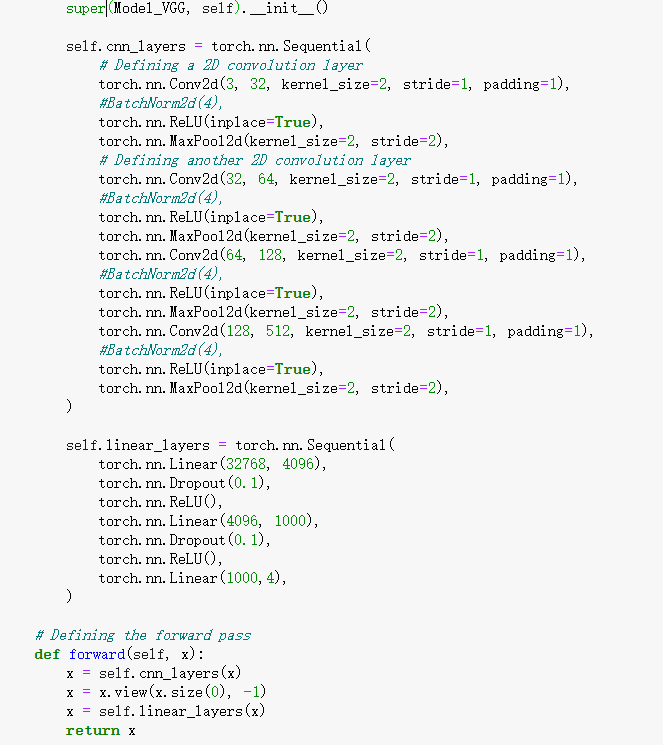 super(Model_VGG, self).__init__()
self.cnn_layers = torch.nn.Sequential(
# Defining a 2D convolution layer
torch.nn.Conv2d(3, 32, kernel_size=2, stride=1, padding=1),
#BatchNorm2d(4),
torch.nn.ReLU(inplace=True),
torch.nn.MaxPool2d(kernel_size=2, stride=2),
# Defining another 2D convolution layer
torch.nn.Conv2d(32, 64, kernel_size=2, stride=1, padding=1),
#BatchNorm2d(4),
torch.nn.ReLU(inplace=True),
torch.nn.MaxPool2d(kernel_size=2, stride=2),
torch.nn.Conv2d(64, 128, kernel_size=2, stride=1, padding=1),
#BatchNorm2d(4),
torch.nn.ReLU(inplace=True),
torch.nn.MaxPool2d(kernel_size=2, stride=2),
torch.nn.Conv2d(128, 512, kernel_size=2, stride=1, padding=1),
#BatchNorm2d(4),
torch.nn.ReLU(inplace=True),
torch.nn.MaxPool2d(kernel_size=2, stride=2),
)
self.linear_layers = torch.nn.Sequential(
torch.nn.Linear(32768, 4096),
torch.nn.Dropout(0.1),
torch.nn.ReLU(),
torch.nn.Linear(4096, 1000),
torch.nn.Dropout(0.1),
torch.nn.ReLU(),
torch.nn.Linear(1000,4),
)
# Defining the forward pass
def forward(self, x):
x = self.cnn_layers(x)
x = x.view(x.size(0), -1)
x = self.linear_layers(x)
return x